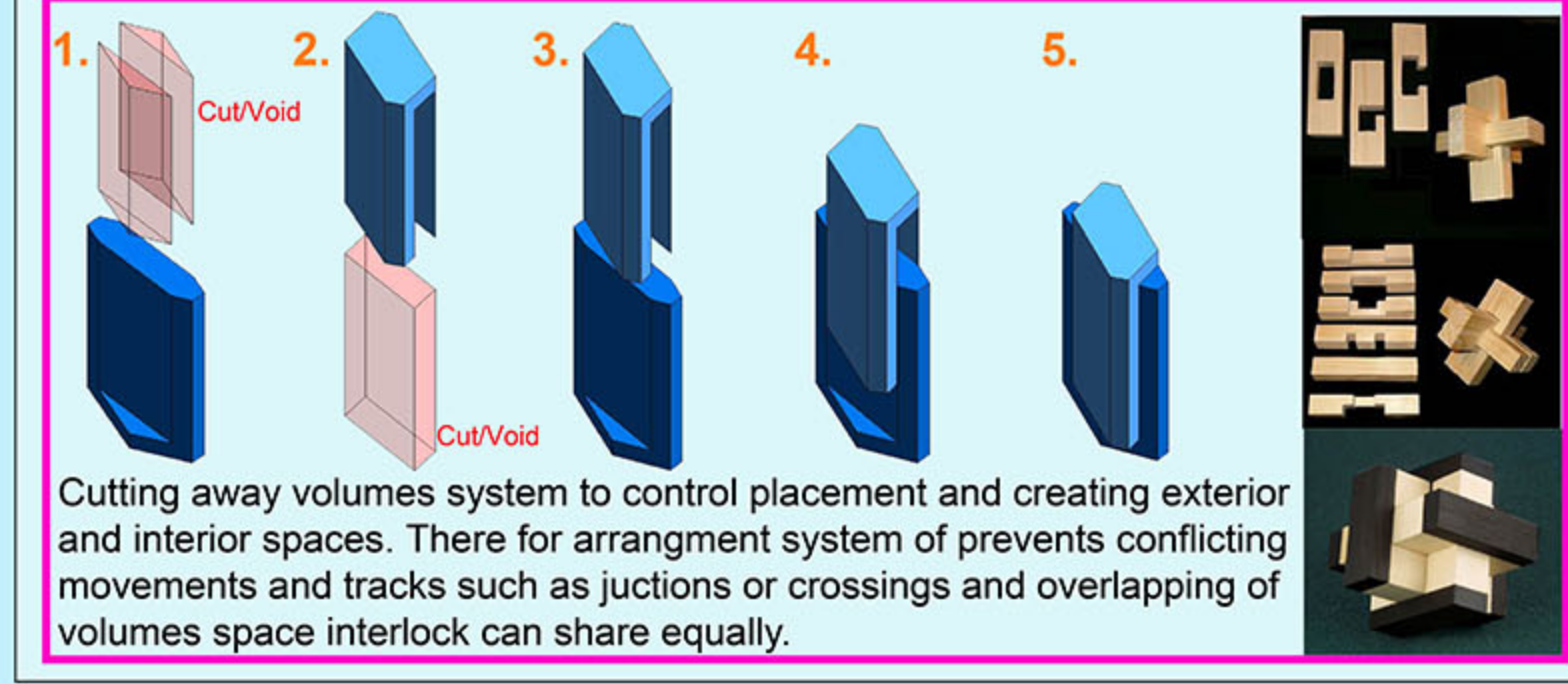 1.
2.
3.
4.
5.
Cut/Void
Cut/Void
Cutting away volumes system to control placement and creating exterior
and interior spaces. There for arrangment system of prevents conflicting
movements and tracks such as juctions or crossings and overlapping of
volumes space interlock can share equally.